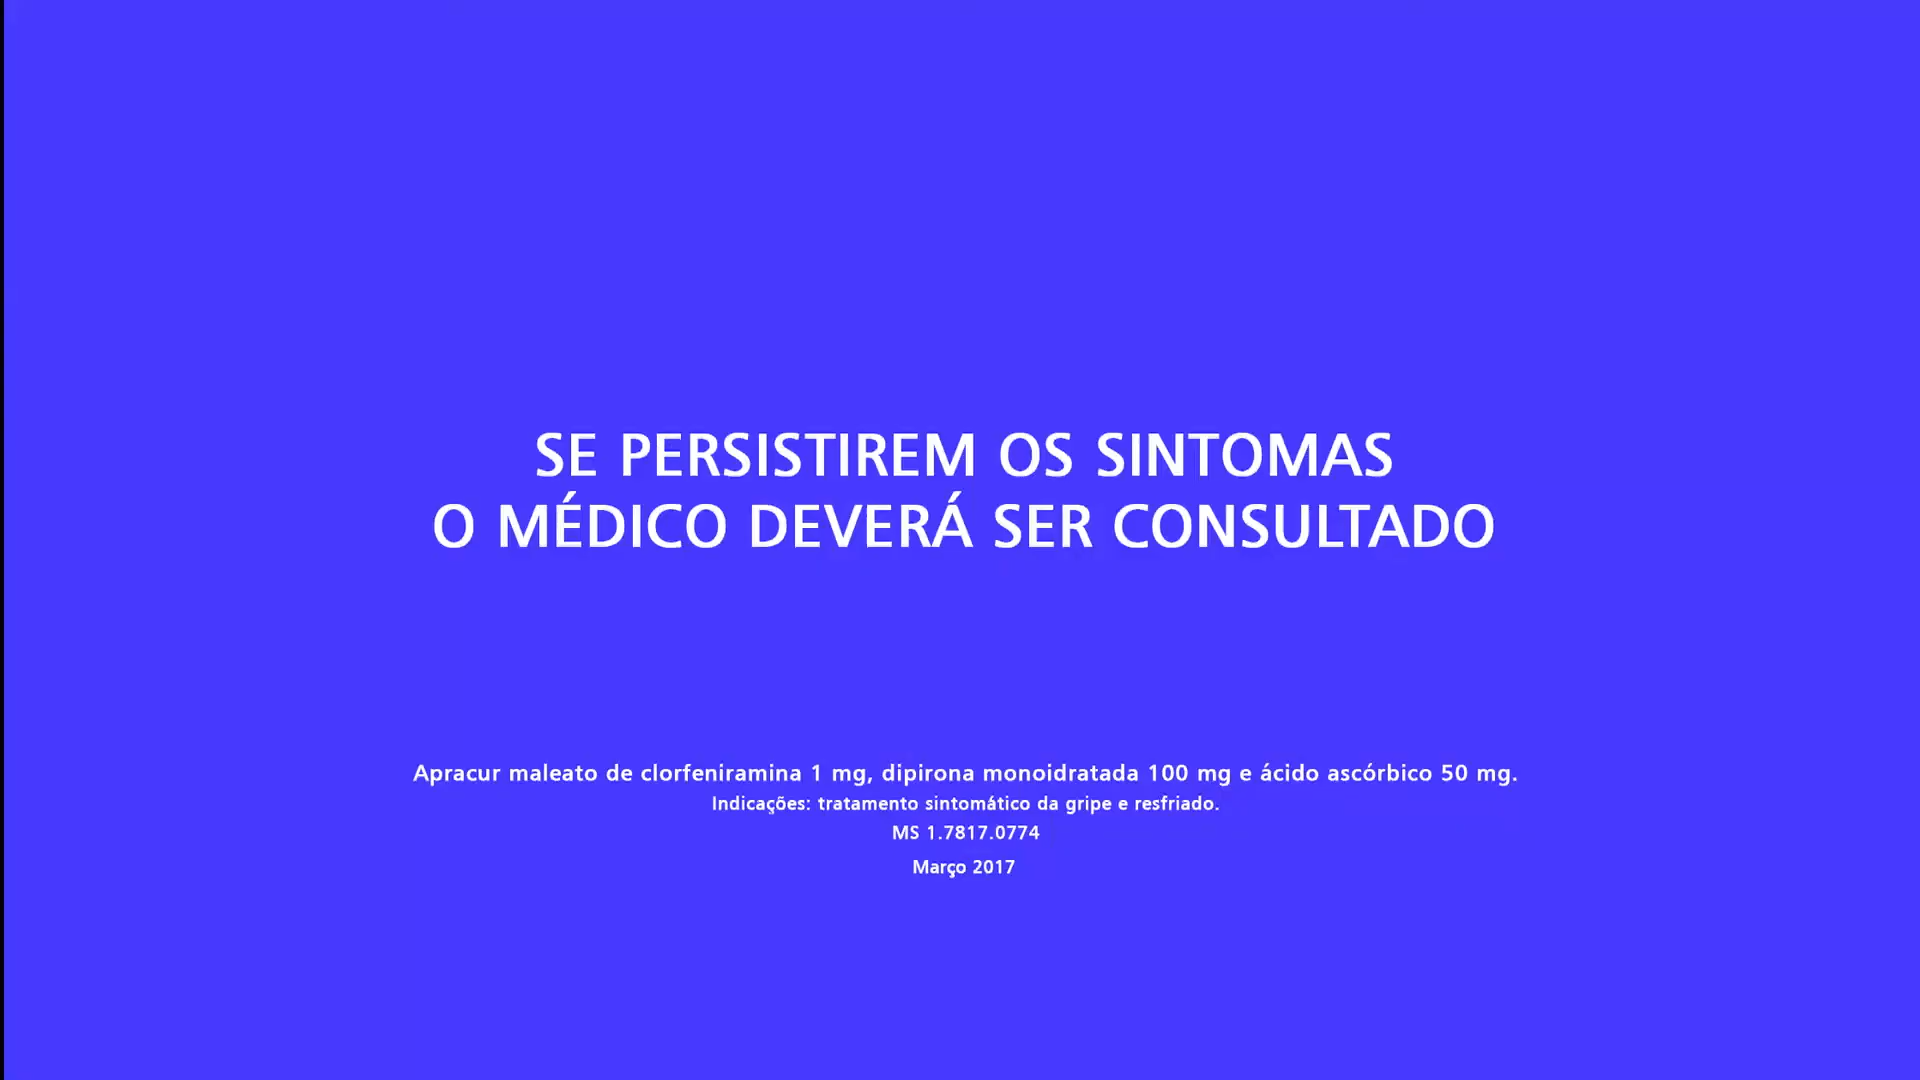 SE PERSISTIREM OS SINTOMAS
O MÉDICO DEVERÁ SER CONSULTADO
Apracur maleato de clorfeniramina 1 mg, dipirona monoidratada 100 mg e ácido ascórbico 50 mg.
Indicações: tratamento sintomático da gripe e resfriado.
MS 1.7817.0774
Março 2017